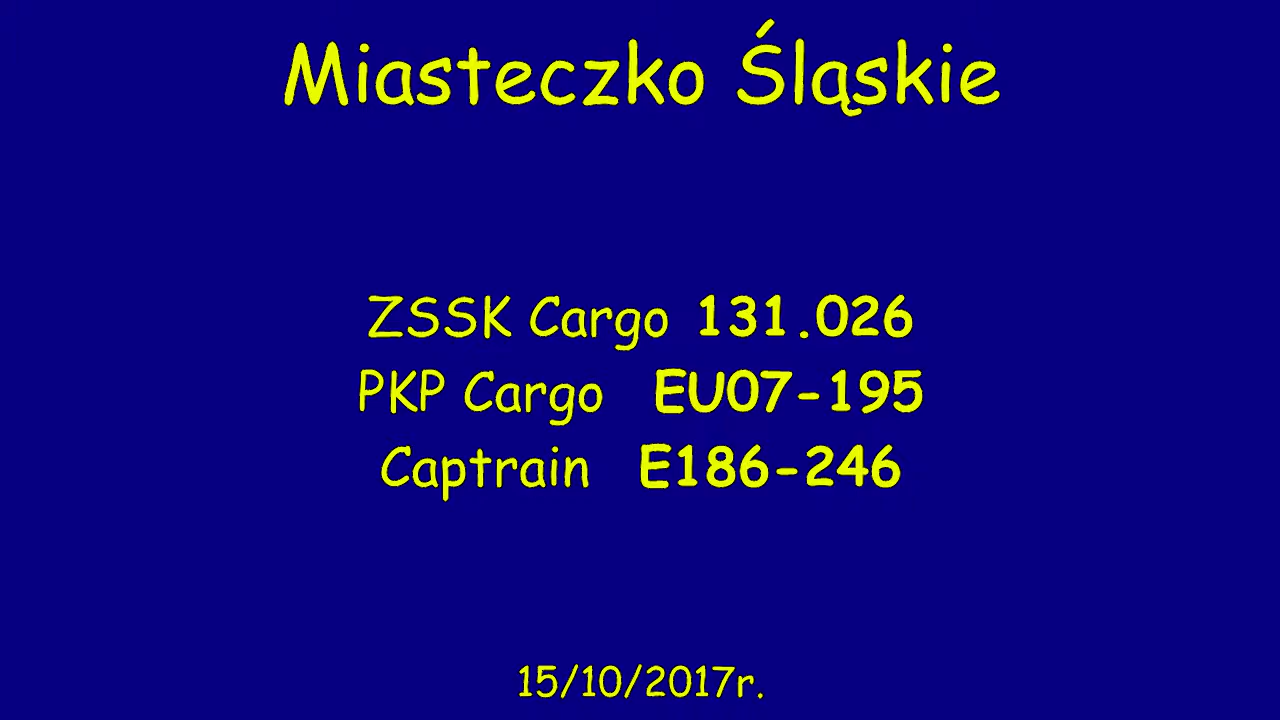 Miasteczko Śląskie
ZSSK Cargo 131.026
PKP Cargo EU07-195
Captrain E186-246
15/10/2017r.